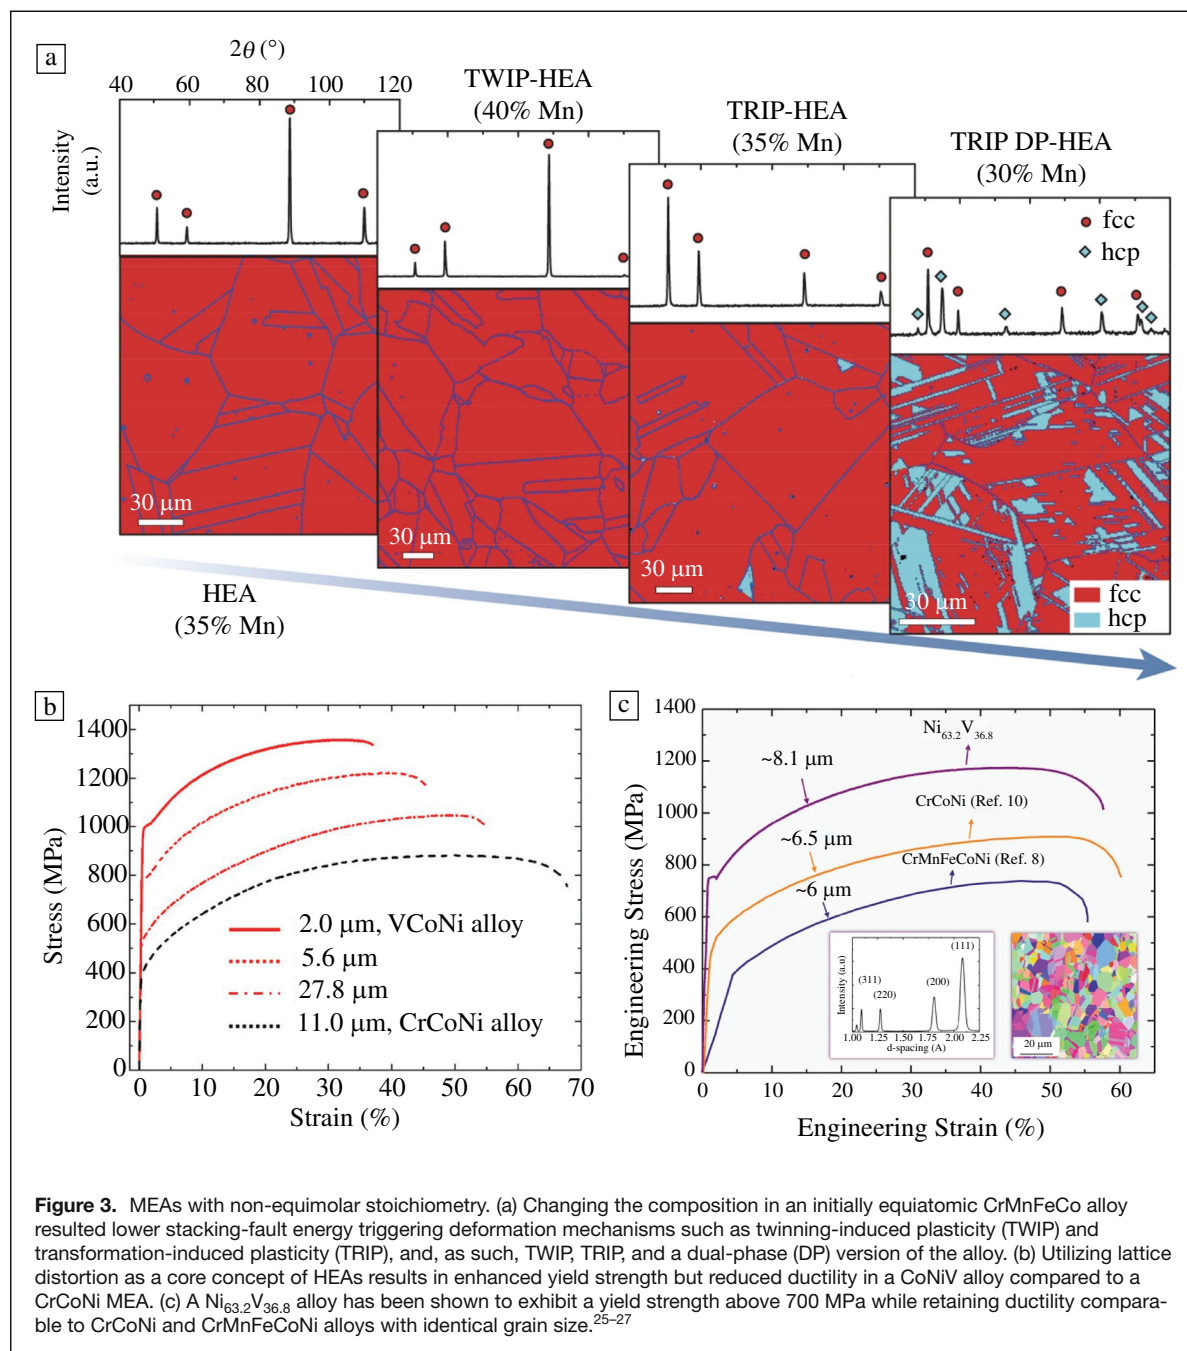 a
2θ (°)
40 60 80 100 120
Intensity
(a.u.)
TWIP-HEA
(40% Mn)
TRIP-HEA
(35% Mn)
TRIP DP-HEA
(30% Mn)
fcc
hcp
30 µm
30 µm
30 µm
30 µm
fcc
hcp
HEA
(35% Mn)
b
1400
1200
1000
800
600
400
200
0
Stress (MPa)
2.0 µm, VCoNi alloy
5.6 µm
27.8 µm
11.0 µm, CrCoNi alloy
0 10 20 30 40 50 60 70
Strain (%)
c
1400
1200
1000
800
600
400
200
0
Engineering Stress (MPa)
Ni63.2V36.8
~8.1 µm
CrCoNi (Ref. 10)
~6.5 µm
CrMnFeCoNi (Ref. 8)
~6 µm
Intensity (a.u)
(311)
(220)
(200)
(111)
1.00 1.25 1.50 1.75 2.00 2.25
d-spacing (A)
20 µm
0 10 20 30 40 50 60
Engineering Strain (%)
Figure 3. MEAs with non-equimolar stoichiometry. (a) Changing the composition in an initially equiatomic CrMnFeCo alloy
resulted lower stacking-fault energy triggering deformation mechanisms such as twinning-induced plasticity (TWIP) and
transformation-induced plasticity (TRIP), and, as such, TWIP, TRIP, and a dual-phase (DP) version of the alloy. (b) Utilizing lattice
distortion as a core concept of HEAs results in enhanced yield strength but reduced ductility in a CoNiV alloy compared to a
CrCoNi MEA. (c) A Ni63.2V36.8 alloy has been shown to exhibit a yield strength above 700 MPa while retaining ductility compara-
ble to CrCoNi and CrMnFeCoNi alloys with identical grain size.25–27